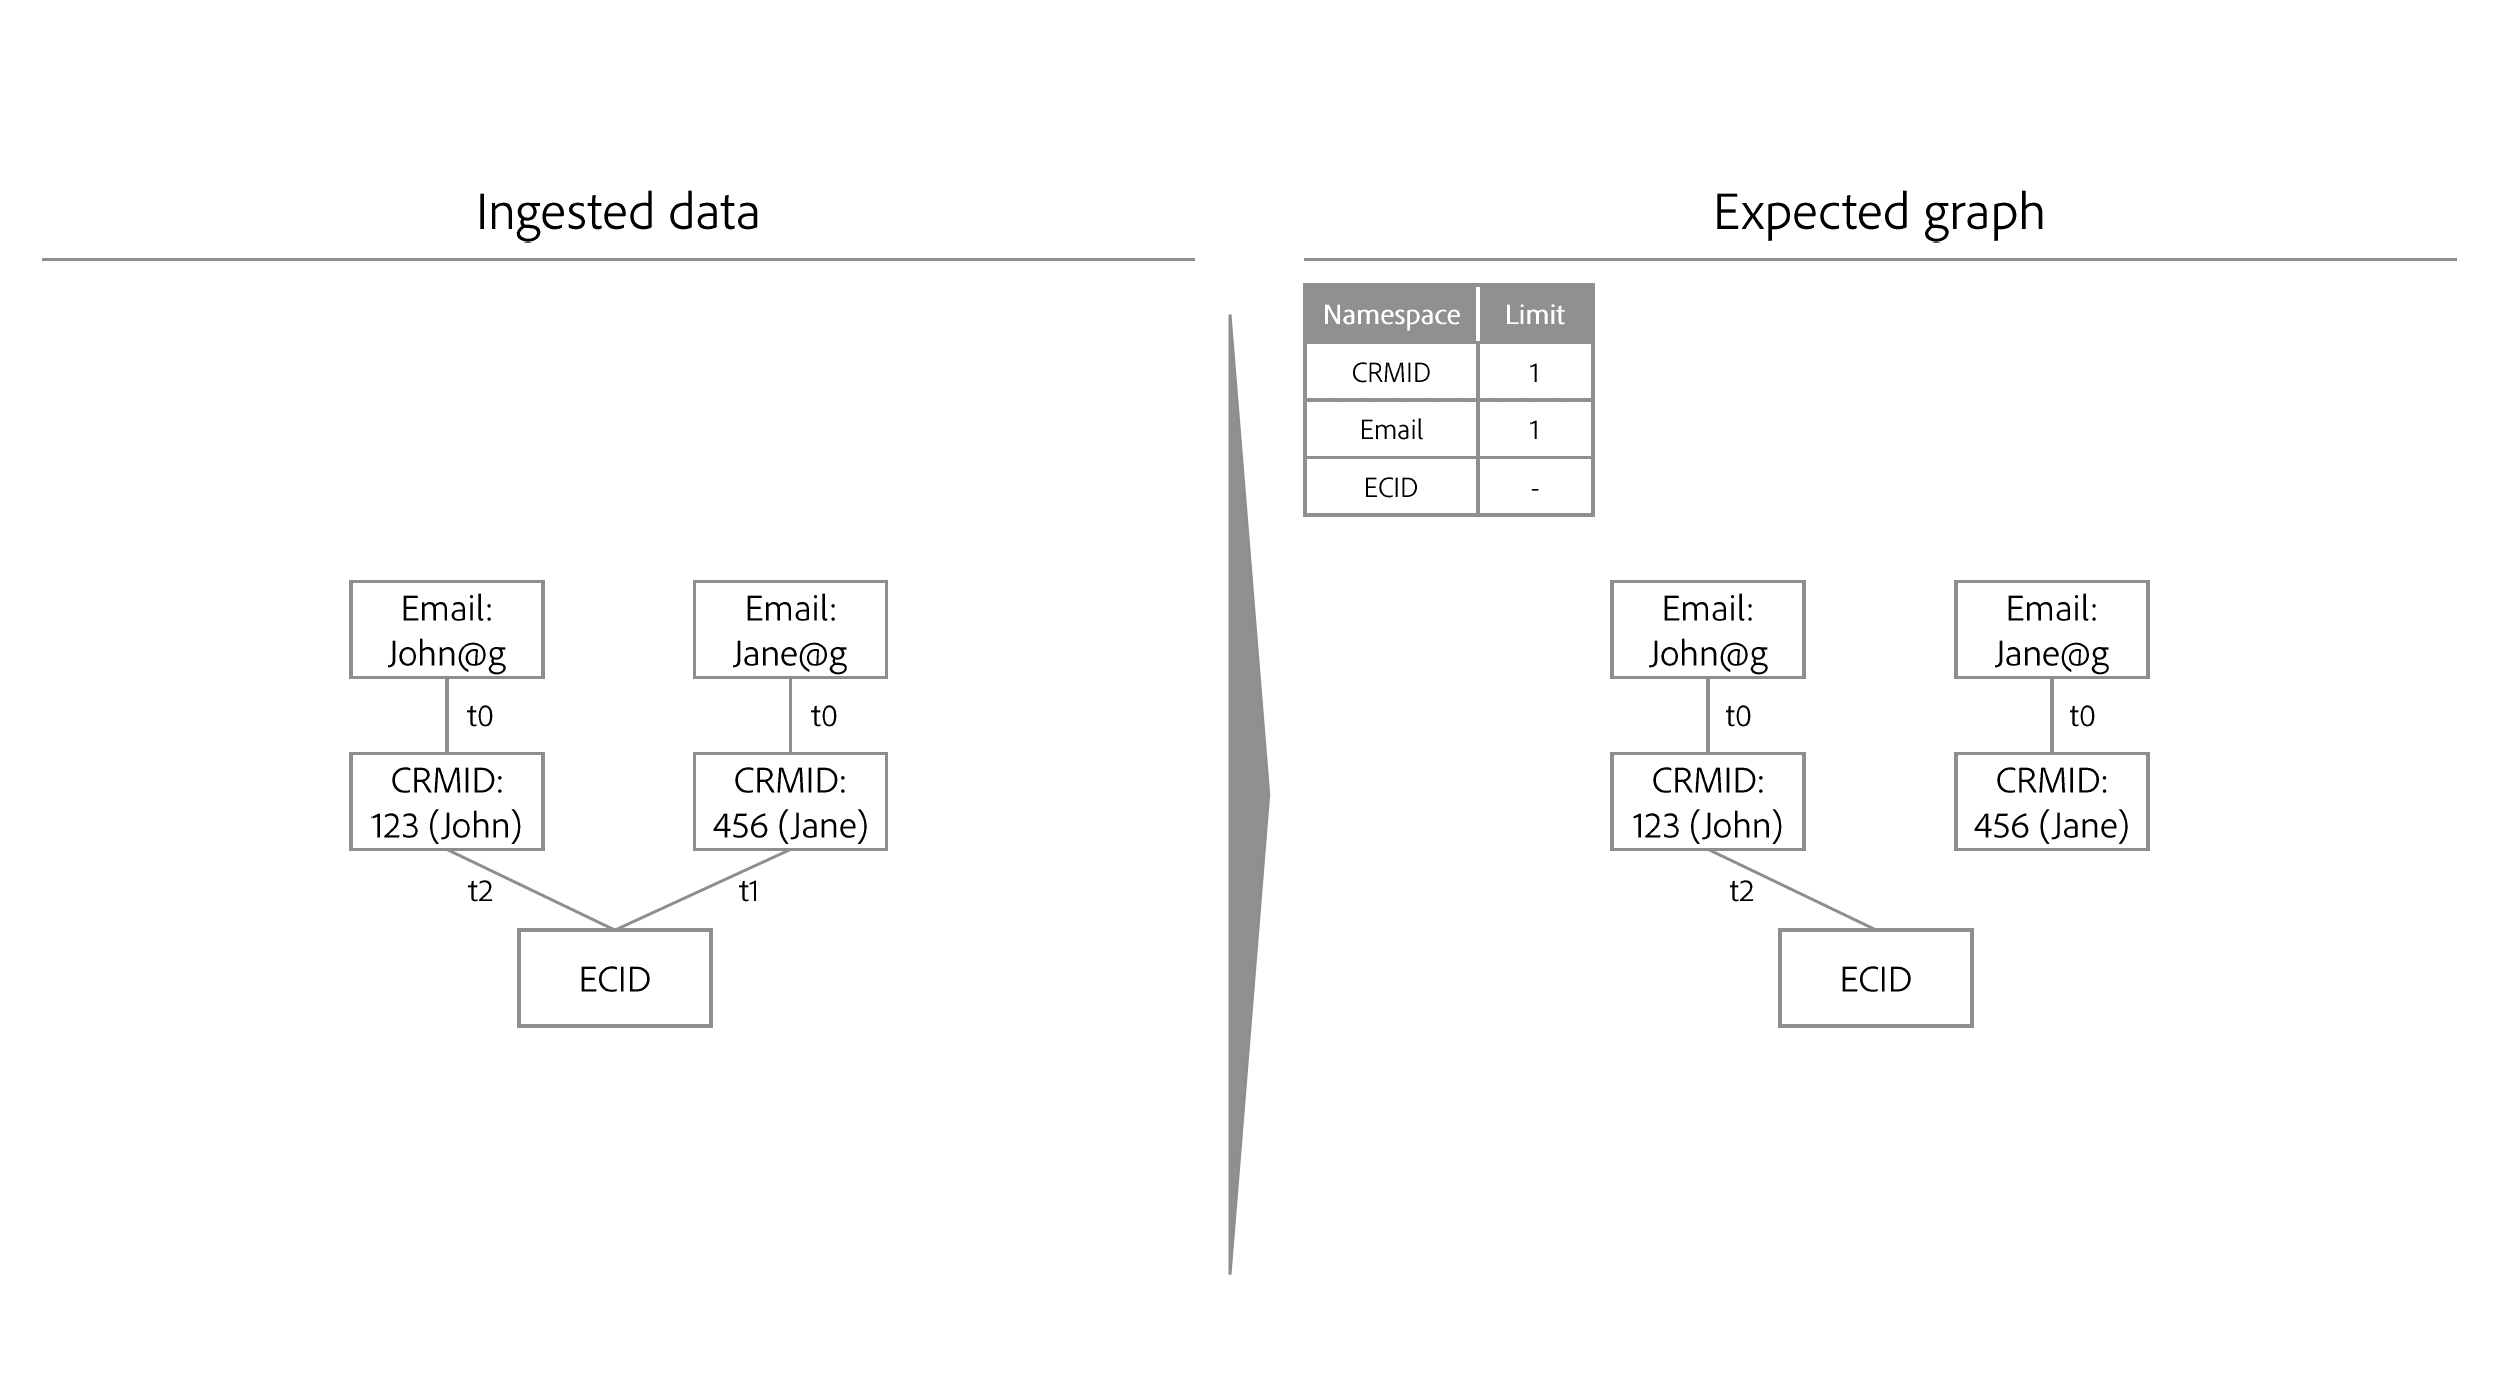 Ingested data
Email:
John@g
Email:
Jane@g
t0
t0
CRMID:
123 (John)
CRMID:
456 (Jane)
t2
t1
ECID
Expected graph
Namespace Limit
CRMID 1
Email 1
ECID -
Email:
John@g
Email:
Jane@g
t0
t0
CRMID:
123 (John)
CRMID:
456 (Jane)
t2
ECID